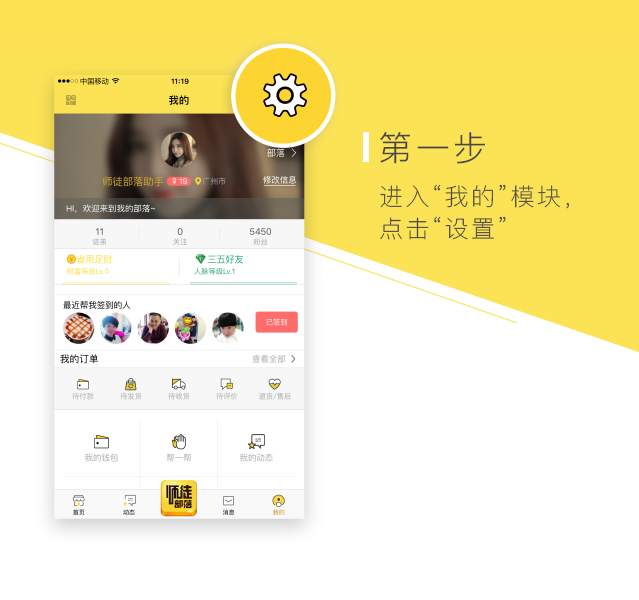 中国移动
11:19
我的
部落
师徒部落助手 ♀19 广州市
修改信息
HI，欢迎来到我的部落~
11
徒弟
0
关注
5450
粉丝
省用足财
财富等级Lv.0
三五好友
人脉等级Lv.1
最近帮我签到的人
已签到
我的订单
查看全部
待付款
待发货
待收货
待评价
退货/售后
我的钱包
帮一帮
我的动态
首页
动态
师徒
部落
消息
我的
第一步
进入“我的”模块，
点击“设置”